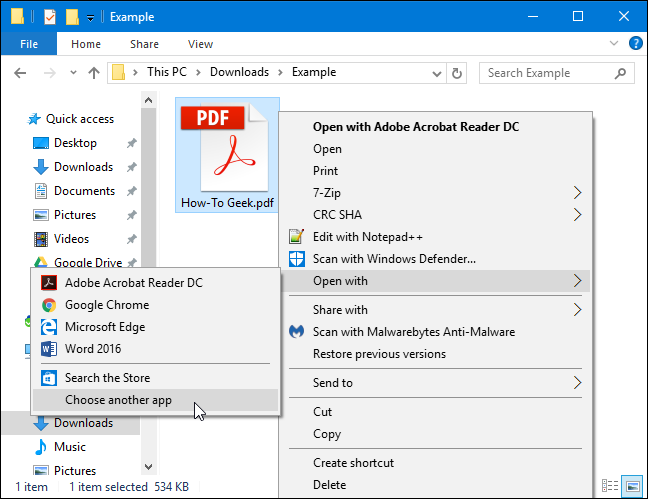 Example
File
Home
Share
View
This PC > Downloads > Example
Search Example
Quick access
Desktop
Downloads
Documents
Pictures
Videos
Google Drive
Downloads
Music
Pictures
PDF
How-To Geek.pdf
Open with Adobe Acrobat Reader DC
Open
Print
7-Zip
CRC SHA
Edit with Notepad++
Scan with Windows Defender...
Open with
Share with
Scan with Malwarebytes Anti-Malware
Restore previous versions
Send to
Cut
Copy
Create shortcut
Delete
Adobe Acrobat Reader DC
Google Chrome
Microsoft Edge
Word 2016
Search the Store
Choose another app
1 item
1 item selected 534 KB